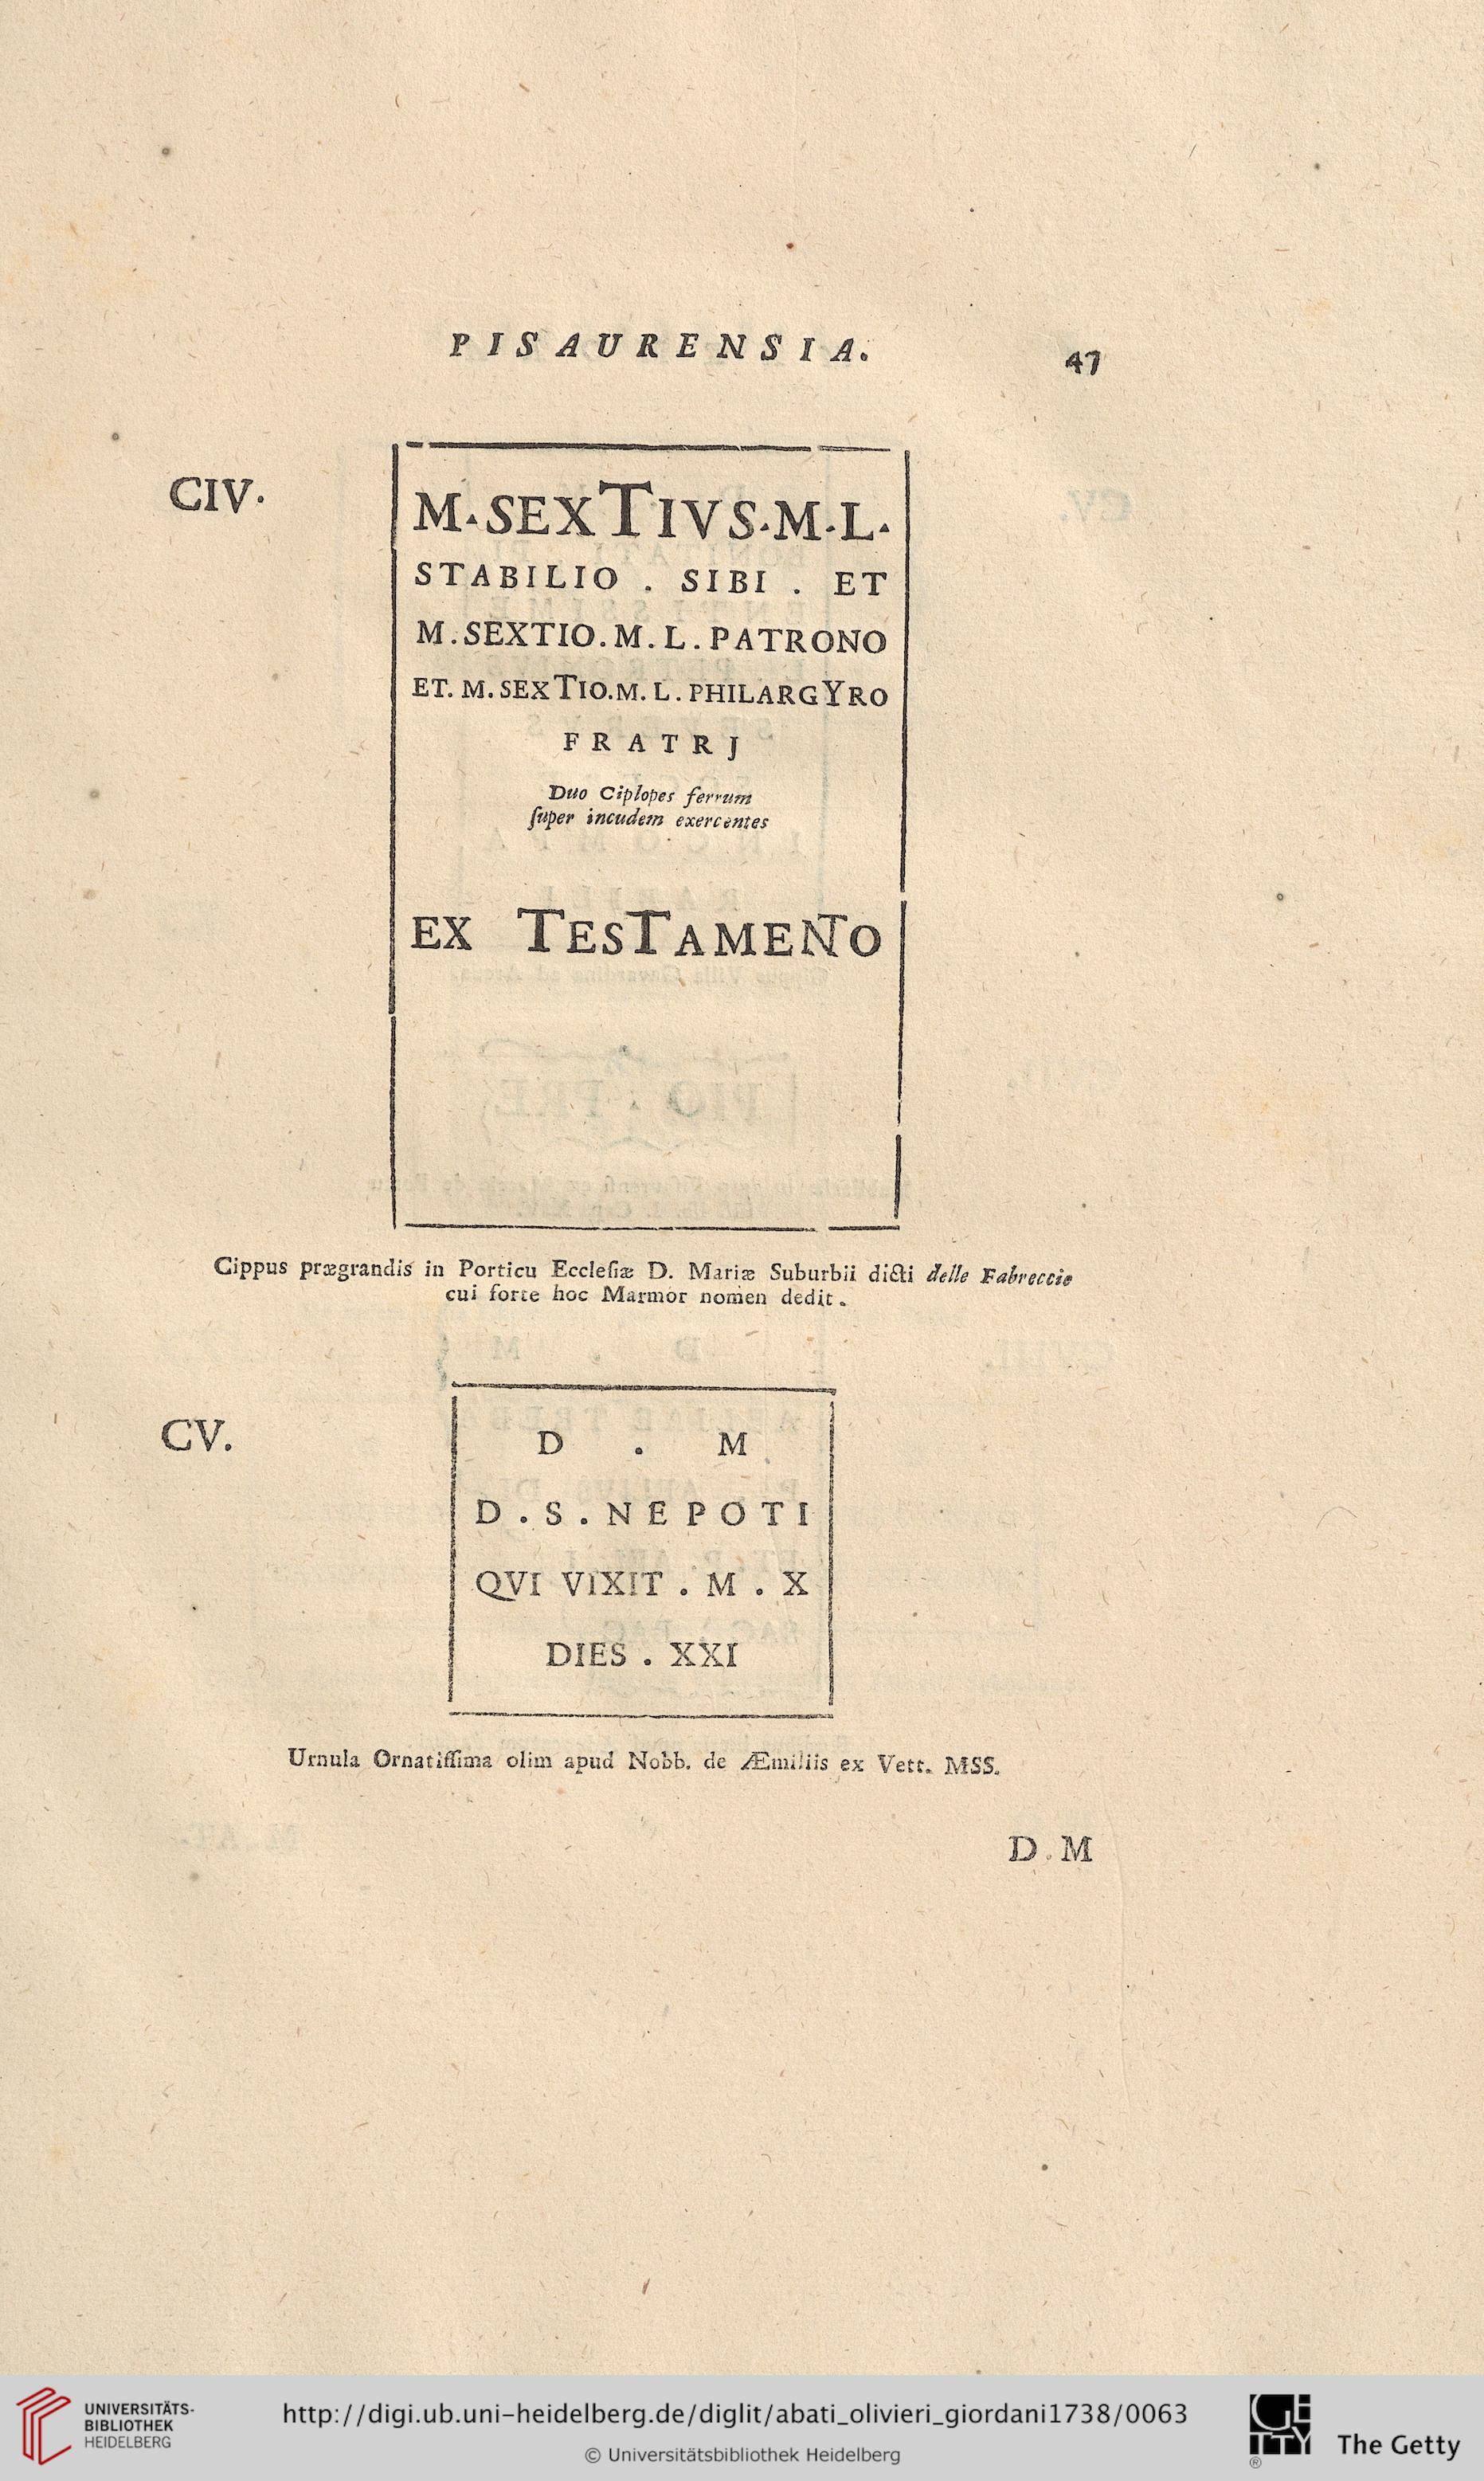 PISAURENSIA.
47
CIV.
M.SEXTIVS.M.L.
STABILIO . SIBI . ET
M.SEXTIO.M.L.PATRONO
ET. M. SEXTIO.M. L. PHILARGYRO
FRATRJ
Duo Ciplopes ferrum
ſuper incudem exercentes
EX TESTAMENTO
Cippus prægrandis in Porticu Eccleſiæ D. Mariæ Suburbii dicti delle Fabreccie
cui forte hoc Marmor nomen dedit.
CV.
D . M
D . S . NEPOTI
QVI VIXIT . M . X
DIES . XXI
Urnula Ornatiſſima olim apud Nobb. de Æmiliis ex Vett. MSS.
D.M
UNIVERSITÄTS-
BIBLIOTHEK
HEIDELBERG
http://digi.ub.uni-heidelberg.de/diglit/abati_olivieri_giordani1738/0063
© Universitätsbibliothek Heidelberg
GETTY
®
The Getty